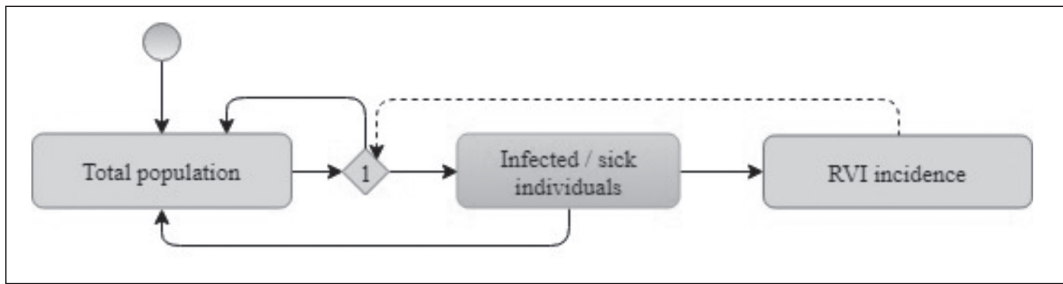 Total population
1
Infected / sick
individuals
RVI incidence